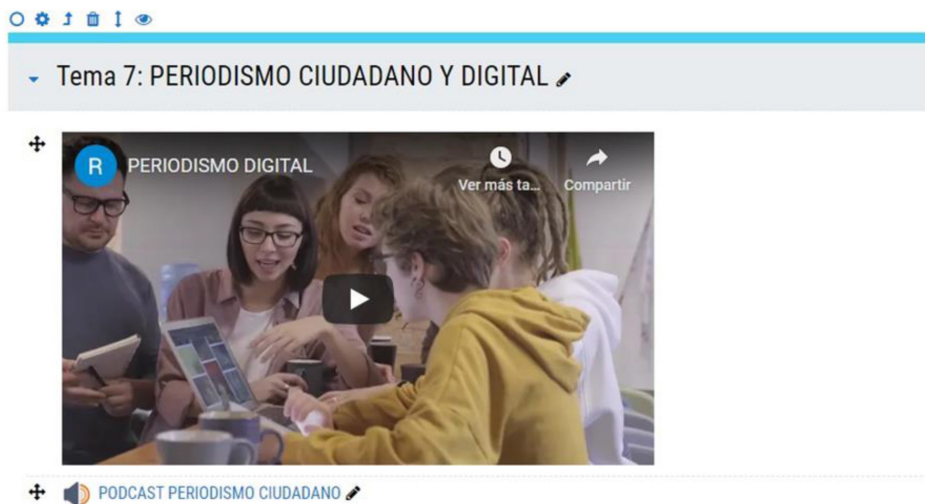 Tema 7: PERIODISMO CIUDADANO Y DIGITAL
R PERIODISMO DIGITAL
Ver más ta... Compartir
PODCAST PERIODISMO CIUDADANO